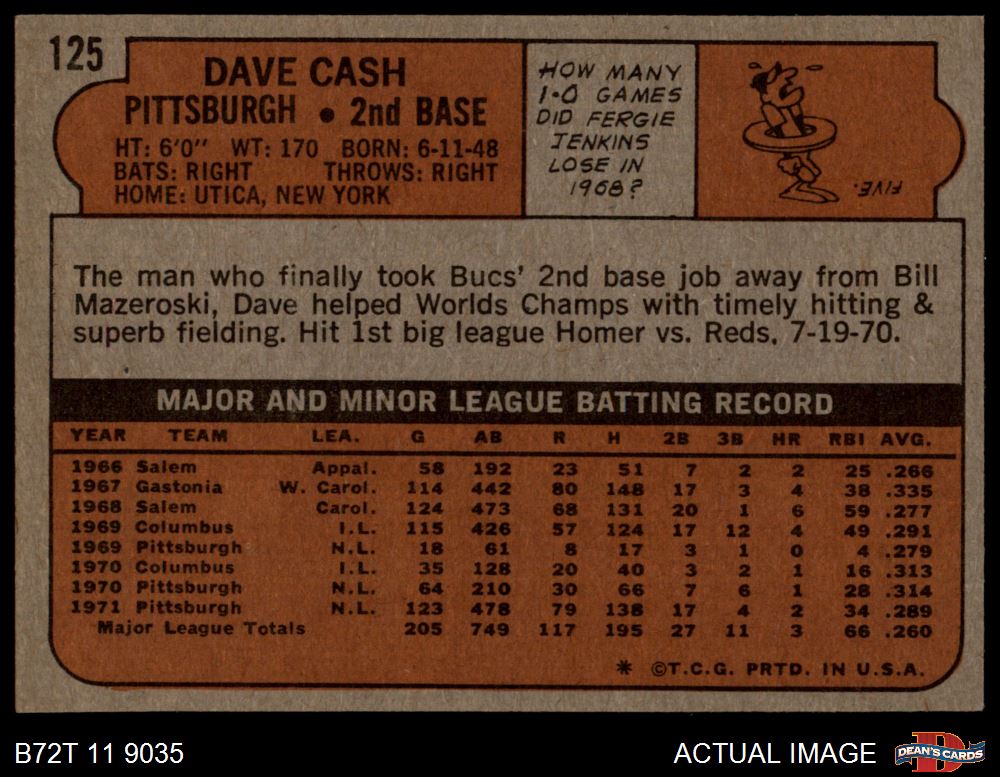 125
DAVE CASH
PITTSBURGH • 2nd BASE
HT: 6'0" WT: 170 BORN: 6-11-48
BATS: RIGHT THROWS: RIGHT
HOME: UTICA, NEW YORK
HOW MANY
1-0 GAMES
DID FERGIE
JENKINS
LOSE IN
1968?
FIVE.
The man who finally took Bucs' 2nd base job away from Bill
Mazeroski, Dave helped Worlds Champs with timely hitting &
superb fielding. Hit 1st big league Homer vs. Reds, 7-19-70.
MAJOR AND MINOR LEAGUE BATTING RECORD
YEAR TEAM LEA. G AB R H 2B 3B HR RBI AVG.
1966 Salem Appal. 58 192 23 51 7 2 2 25 .266
1967 Gastonia W. Carol. 114 442 80 148 17 3 4 38 .335
1968 Salem Carol. 124 473 68 131 20 1 6 59 .277
1969 Columbus I.L. 115 426 57 124 17 12 4 49 .291
1969 Pittsburgh N.L. 18 61 8 17 3 1 0 4 .279
1970 Columbus I.L. 35 128 20 40 3 2 1 16 .313
1970 Pittsburgh N.L. 64 210 30 66 7 6 1 28 .314
1971 Pittsburgh N.L. 123 478 79 138 17 4 2 34 .289
Major League Totals 205 749 117 195 27 11 3 66 .260
* ©T.C.G. PRTD. IN U.S.A.
B72T 11 9035
ACTUAL IMAGE
D
DEAN'S CARDS